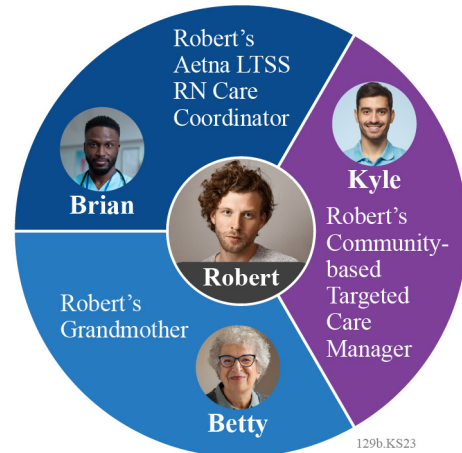 Robert’s
Aetna LTSS
RN Care
Coordinator
Brian
Kyle
Robert’s
Community-
based
Targeted
Care
Manager
Robert
Robert’s
Grandmother
Betty
129b.KS23